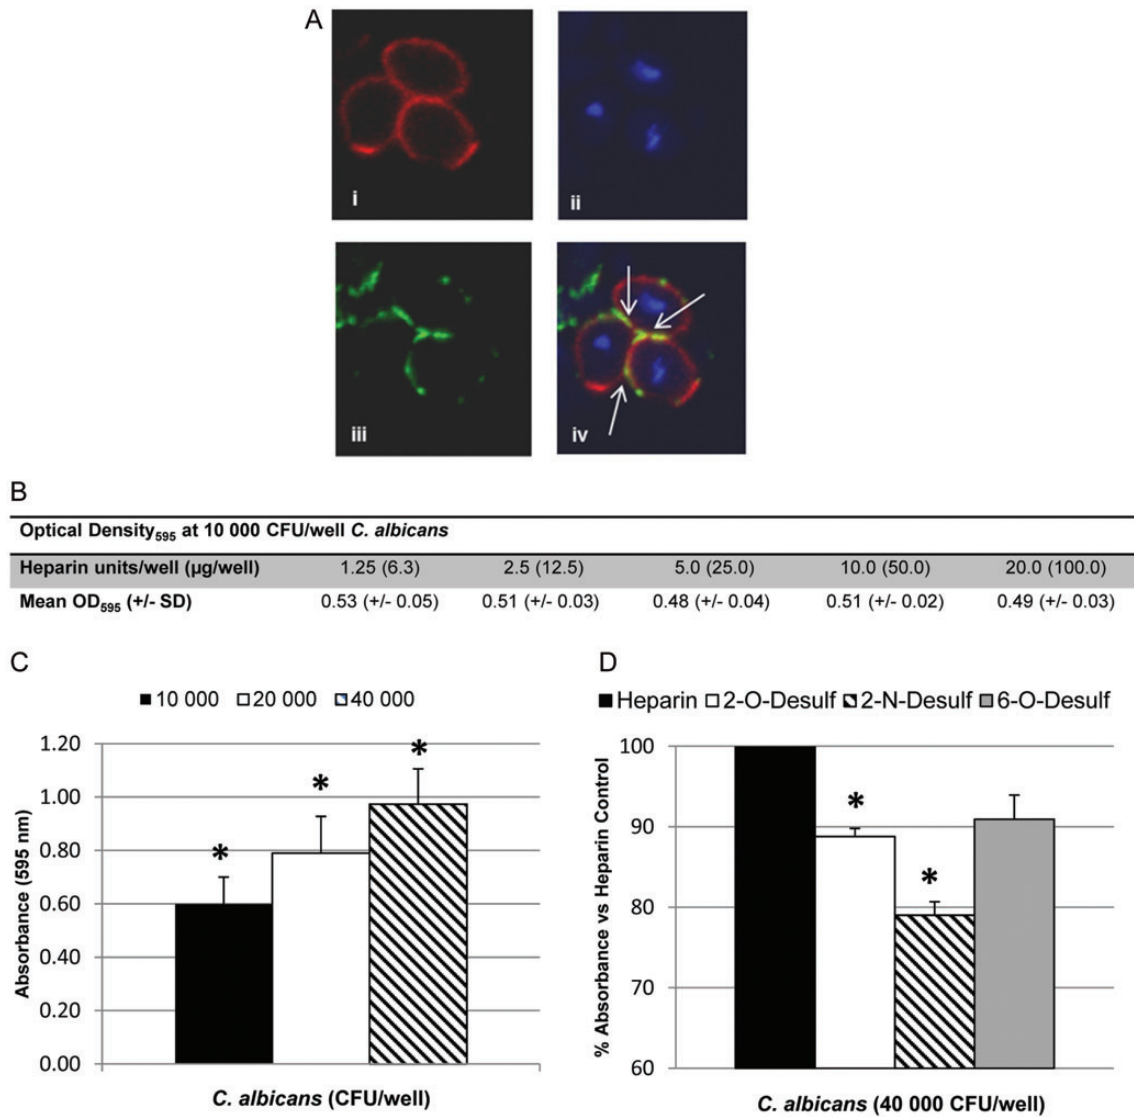 A
i
ii
iii
iv
B
Optical Density595 at 10 000 CFU/well C. albicans
Heparin units/well (µg/well) 1.25 (6.3) 2.5 (12.5) 5.0 (25.0) 10.0 (50.0) 20.0 (100.0)
Mean OD595 (+/- SD) 0.53 (+/- 0.05) 0.51 (+/- 0.03) 0.48 (+/- 0.04) 0.51 (+/- 0.02) 0.49 (+/- 0.03)
C
10 000 20 000 40 000
Absorbance (595 nm)
1.20
1.00
0.80
0.60
0.40
0.20
0.00
* * *
C. albicans (CFU/well)
D
Heparin 2-O-Desulf 2-N-Desulf 6-O-Desulf
% Absorbance vs Heparin Control
100
90
80
70
60
* *
C. albicans (40 000 CFU/well)